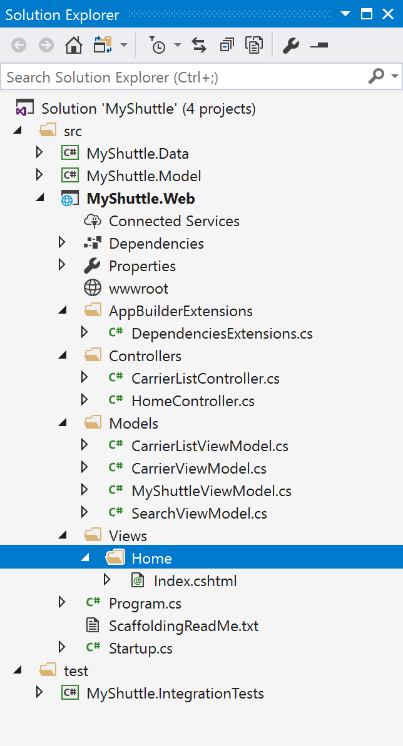 Solution Explorer
Search Solution Explorer (Ctrl+;)
Solution 'MyShuttle' (4 projects)
src
C# MyShuttle.Data
C# MyShuttle.Model
MyShuttle.Web
Connected Services
Dependencies
Properties
wwwroot
AppBuilderExtensions
C# DependenciesExtensions.cs
Controllers
C# CarrierListController.cs
C# HomeController.cs
Models
C# CarrierListViewModel.cs
C# CarrierViewModel.cs
C# MyShuttleViewModel.cs
C# SearchViewModel.cs
Views
Home
Index.cshtml
C# Program.cs
ScaffoldingReadMe.txt
C# Startup.cs
test
C# MyShuttle.IntegrationTests